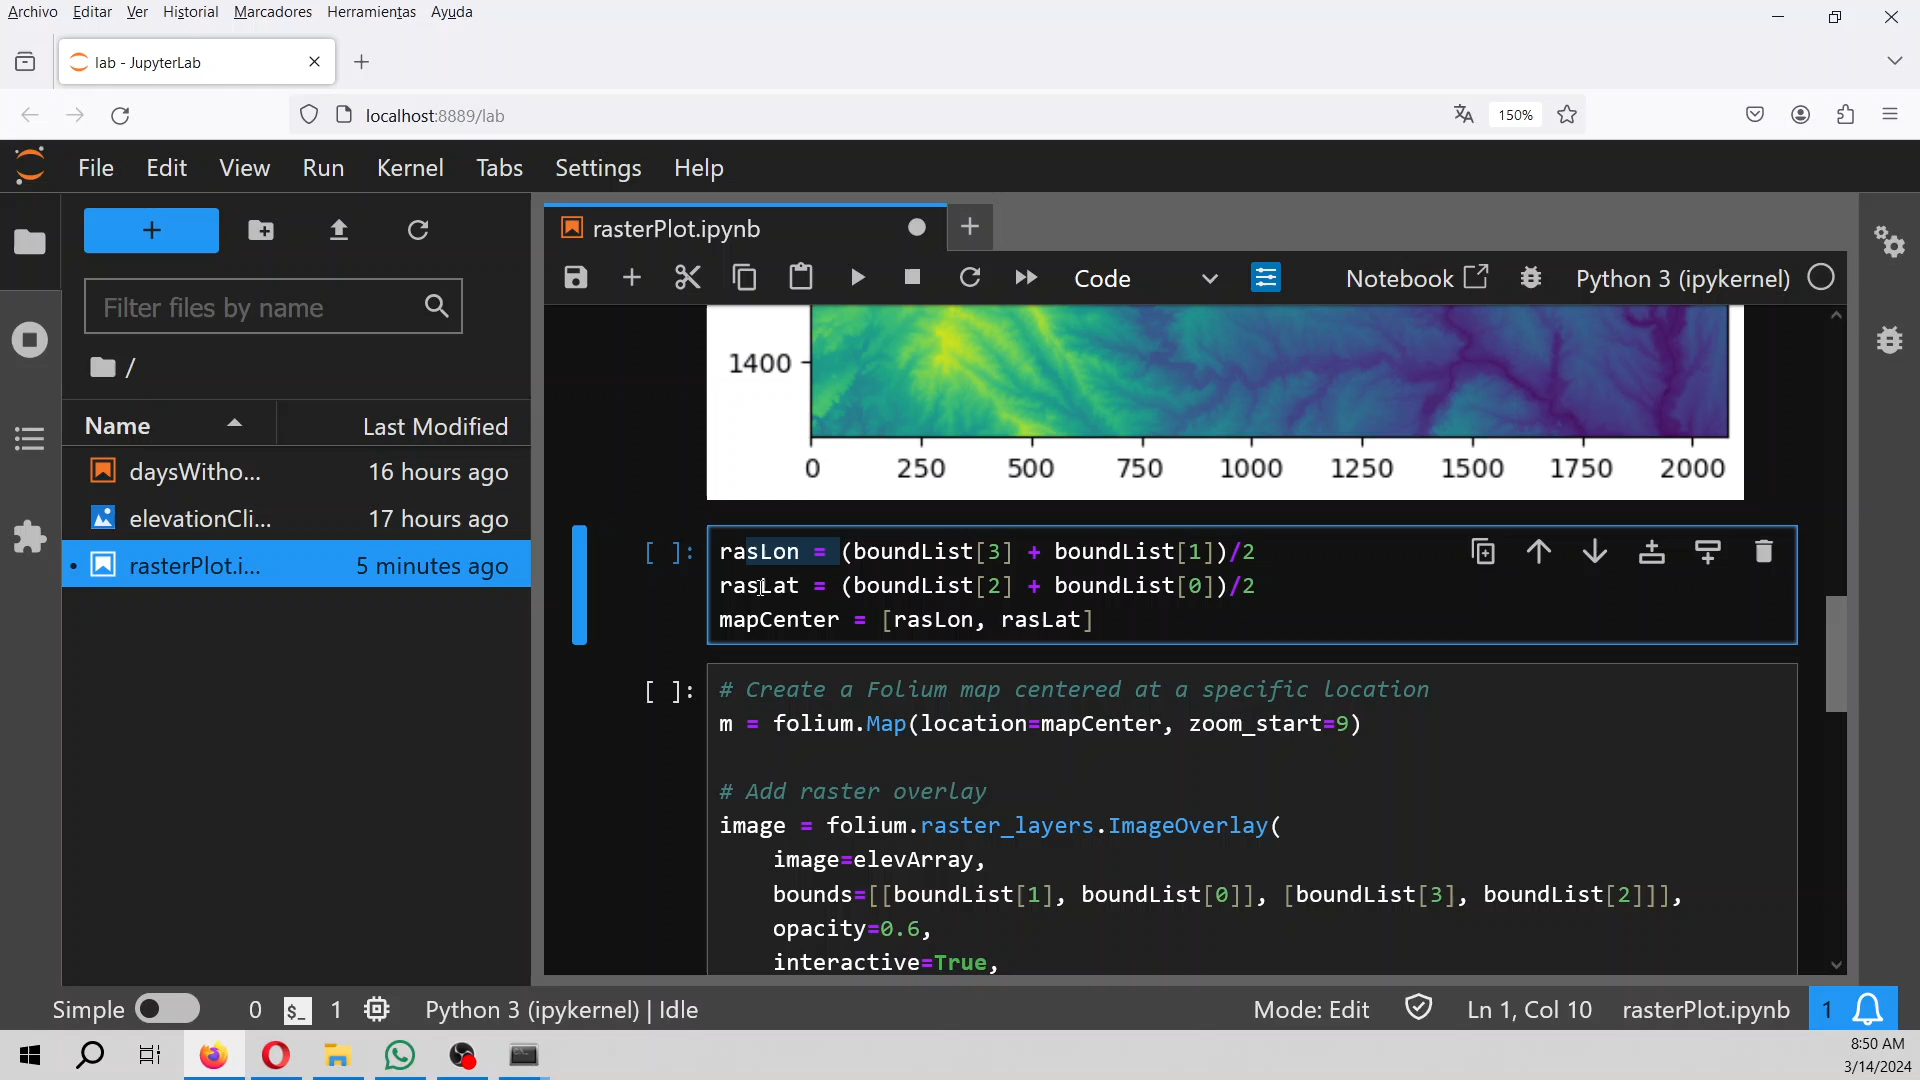 Archivo Editar Ver Historial Marcadores Herramientas Ayuda
lab - JupyterLab
localhost:8889/lab
150%
File Edit View Run Kernel Tabs Settings Help
rasterPlot.ipynb
Filter files by name
Code
Notebook
Python 3 (ipykernel)
/
Name Last Modified
daysWitho... 16 hours ago
elevationCli... 17 hours ago
rasterPlot.i... 5 minutes ago
1400
0 250 500 750 1000 1250 1500 1750 2000
[ ]: rasLon = (boundList[3] + boundList[1])/2
rasLat = (boundList[2] + boundList[0])/2
mapCenter = [rasLon, rasLat]
[ ]: # Create a Folium map centered at a specific location
m = folium.Map(location=mapCenter, zoom_start=9)
# Add raster overlay
image = folium.raster_layers.ImageOverlay(
image=elevArray,
bounds=[[boundList[1], boundList[0]], [boundList[3], boundList[2]]],
opacity=0.6,
interactive=True,
Simple 0 $_ 1 Python 3 (ipykernel) | Idle Mode: Edit Ln 1, Col 10 rasterPlot.ipynb 1
8:50 AM
3/14/2024